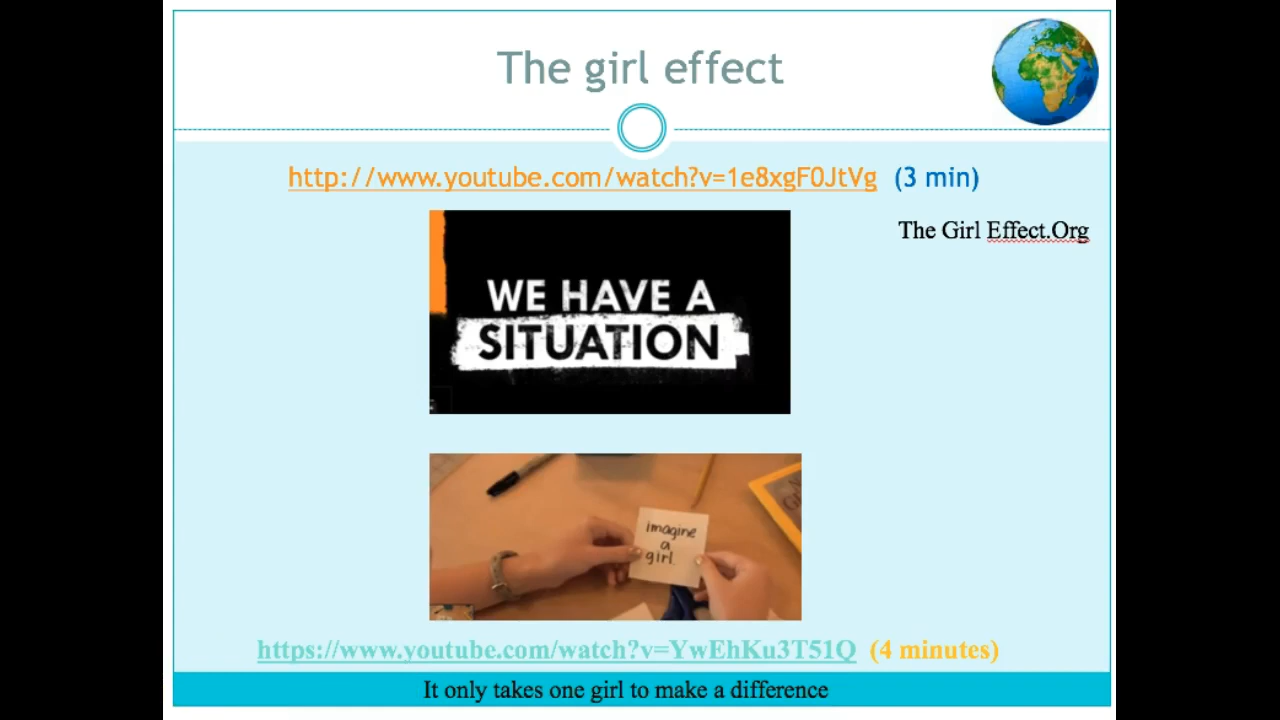 The girl effect
http://www.youtube.com/watch?v=1e8xgF0JtVg (3 min)
The Girl Effect.Org
WE HAVE A
SITUATION
imagine
a
girl.
https://www.youtube.com/watch?v=YwEhKu3T51Q (4 minutes)
It only takes one girl to make a difference